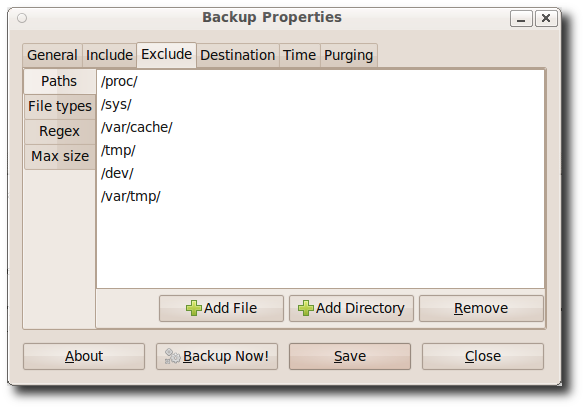 Backup Properties
General Include Exclude Destination Time Purging
Paths
File types
Regex
Max size
/proc/
/sys/
/var/cache/
/tmp/
/dev/
/var/tmp/
Add File Add Directory Remove
About Backup Now! Save Close